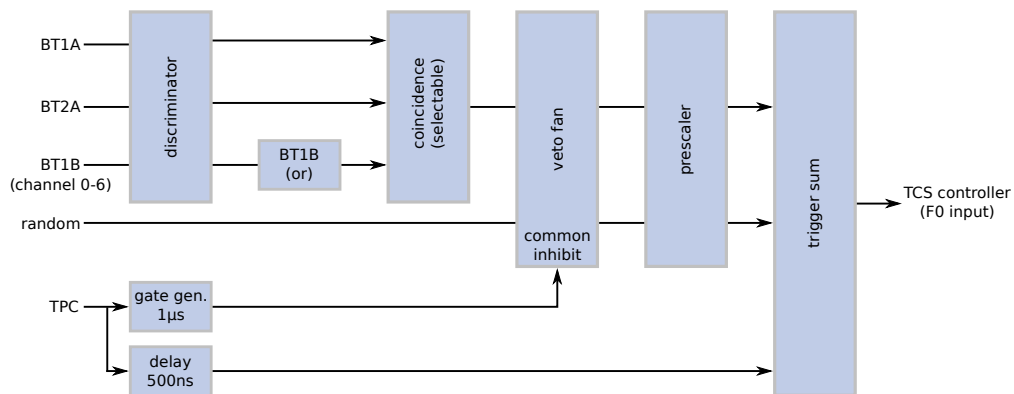 BT1A
BT2A
BT1B
(channel 0-6)
random
TPC
discriminator
BT1B
(or)
coincidence
(selectable)
veto fan
common
inhibit
prescaler
trigger sum
TCS controller
(F0 input)
gate gen.
1µs
delay
500ns